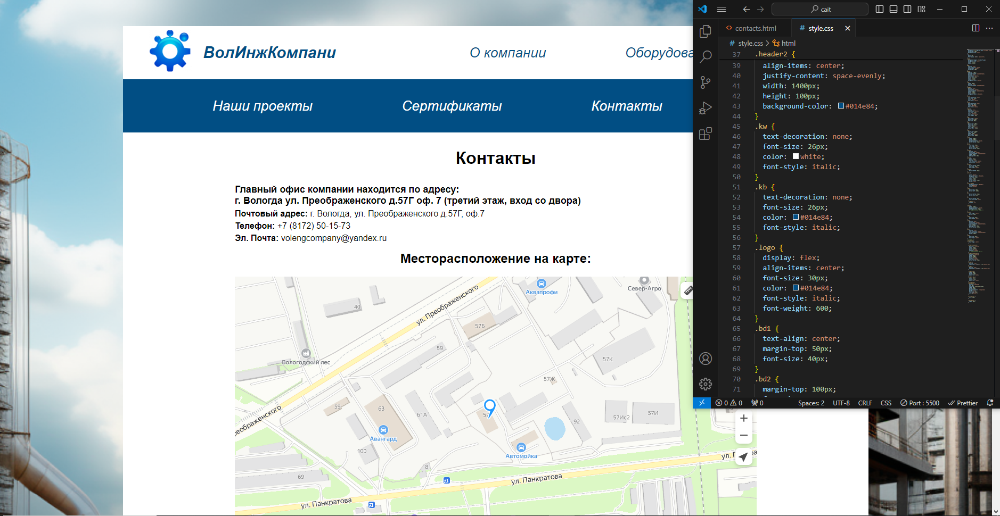 ВолИнжКомпани
О компании
Оборудова
Наши проекты
Сертификаты
Контакты
Контакты
Главный офис компании находится по адресу:
г. Вологда ул. Преображенского д.57Г оф. 7 (третий этаж, вход со двора)
Почтовый адрес: г. Вологда, ул. Преображенского д.57Г, оф.7
Телефон: +7 (8172) 50-15-73
Эл. Почта: volengcompany@yandex.ru
Месторасположение на карте:
ул. Преображенского
Аквапрофи
Север-Агро
40
57Б
59
Вологодский лес
57К
57Ж
59
63
61А
57
реображенского
Авангард
92
57Ис2
57И
100
Автомойка
8
69
ул. Панкратова
ул. Панкратова
cait
contacts.html
# style.css
# style.css > html
37 .header2 {
39 align-items: center;
40 justify-content: space-evenly;
41 width: 1400px;
42 height: 100px;
43 background-color: #014e84;
44 }
45 .kw {
46 text-decoration: none;
47 font-size: 26px;
48 color: white;
49 font-style: italic;
50 }
51 .kb {
52 text-decoration: none;
53 font-size: 26px;
54 color: #014e84;
55 font-style: italic;
56 }
57 .logo {
58 display: flex;
59 align-items: center;
60 font-size: 30px;
61 color: #014e84;
62 font-style: italic;
63 font-weight: 600;
64 }
65 .bd1 {
66 text-align: center;
67 margin-top: 50px;
68 font-size: 40px;
69 }
70 .bd2 {
71 margin-top: 100px;
0 0 0 Spaces: 2 UTF-8 CRLF CSS Port : 5500 Prettier